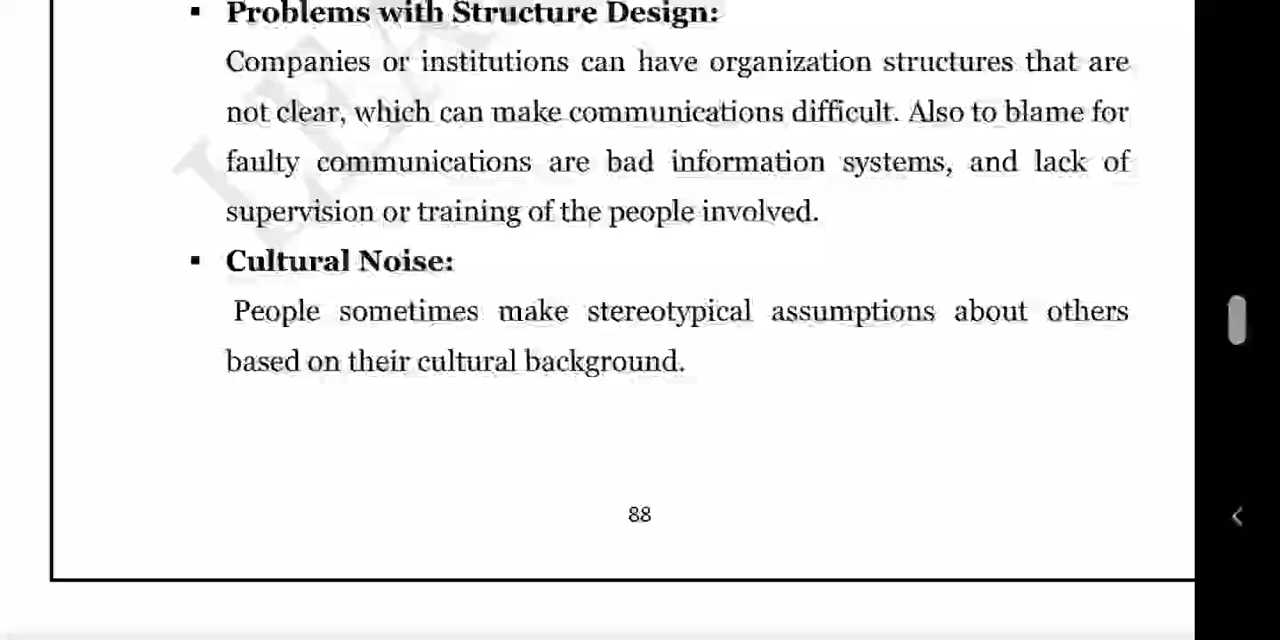 ▪ Problems with Structure Design:
Companies or institutions can have organization structures that are
not clear, which can make communications difficult. Also to blame for
faulty communications are bad information systems, and lack of
supervision or training of the people involved.
▪ Cultural Noise:
People sometimes make stereotypical assumptions about others
based on their cultural background.
88